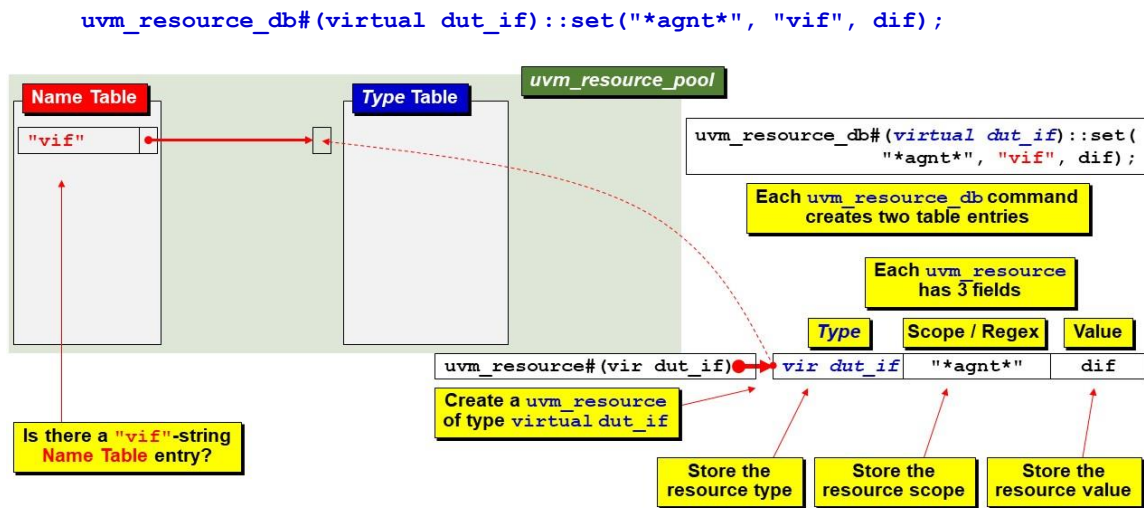 uvm_resource_db#(virtual dut_if)::set("*agnt*", "vif", dif);
uvm_resource_pool
Name Table
Type Table
"vif"
uvm_resource_db#(virtual dut_if)::set(
"*agnt*", "vif", dif);
Each uvm_resource_db command
creates two table entries
Each uvm_resource
has 3 fields
Type
Scope / Regex
Value
uvm_resource#(vir dut_if)
vir dut_if
"*agnt*"
dif
Create a uvm_resource
of type virtual dut_if
Is there a "vif"-string
Name Table entry?
Store the
resource type
Store the
resource scope
Store the
resource value